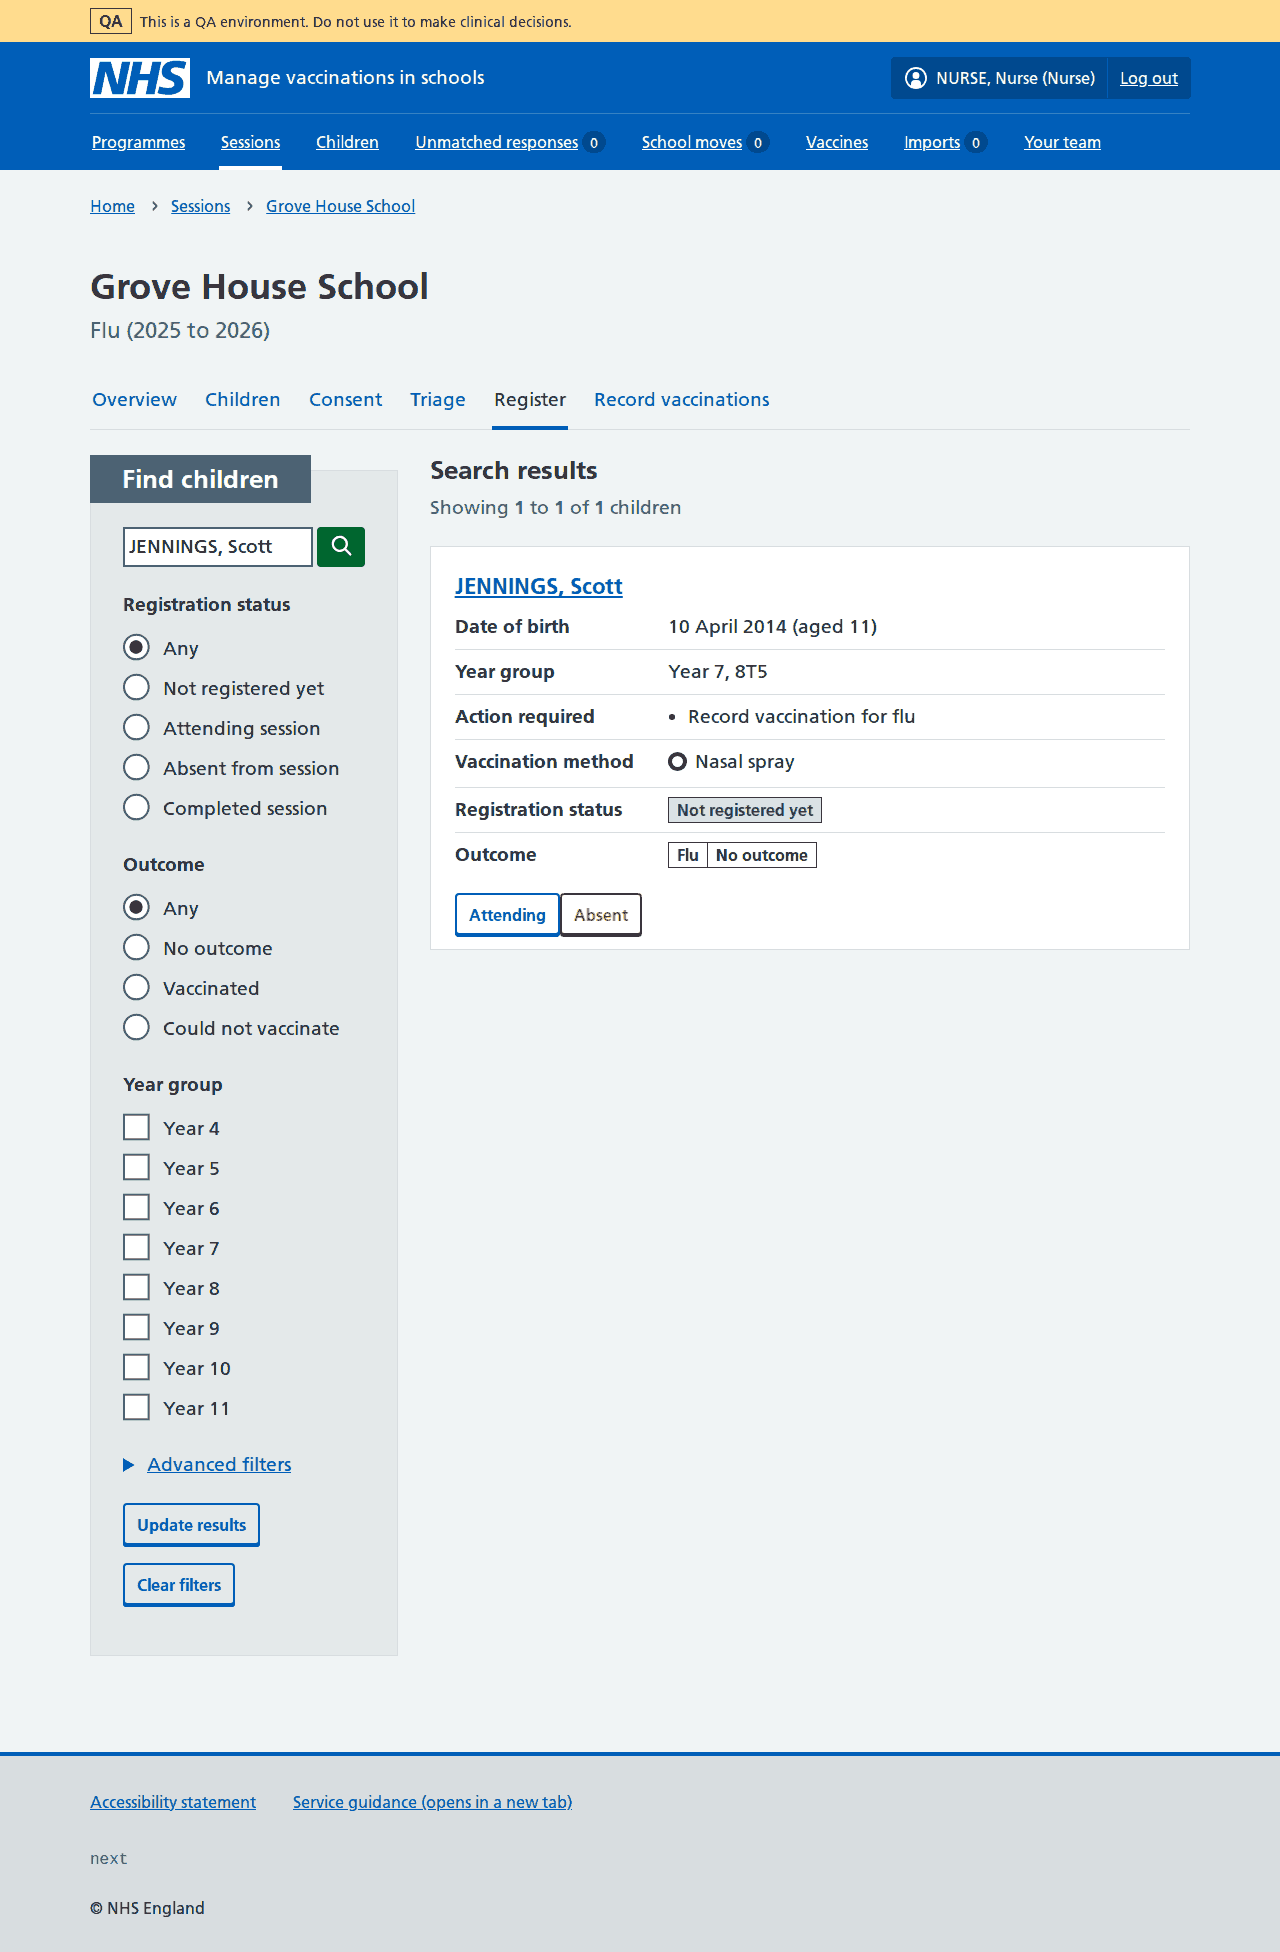 QA This is a QA environment. Do not use it to make clinical decisions.
NHS Manage vaccinations in schools NURSE, Nurse (Nurse) Log out
Programmes Sessions Children Unmatched responses 0 School moves 0 Vaccines Imports 0 Your team
Home Sessions Grove House School
Grove House School
Flu (2025 to 2026)
Overview Children Consent Triage Register Record vaccinations
Find children
JENNINGS, Scott
Registration status
Any
Not registered yet
Attending session
Absent from session
Completed session
Outcome
Any
No outcome
Vaccinated
Could not vaccinate
Year group
Year 4
Year 5
Year 6
Year 7
Year 8
Year 9
Year 10
Year 11
Advanced filters
Update results
Clear filters
Search results
Showing 1 to 1 of 1 children
JENNINGS, Scott
Date of birth 10 April 2014 (aged 11)
Year group Year 7, 8T5
Action required • Record vaccination for flu
Vaccination method Nasal spray
Registration status Not registered yet
Outcome Flu No outcome
Attending Absent
Accessibility statement Service guidance (opens in a new tab)
next
© NHS England